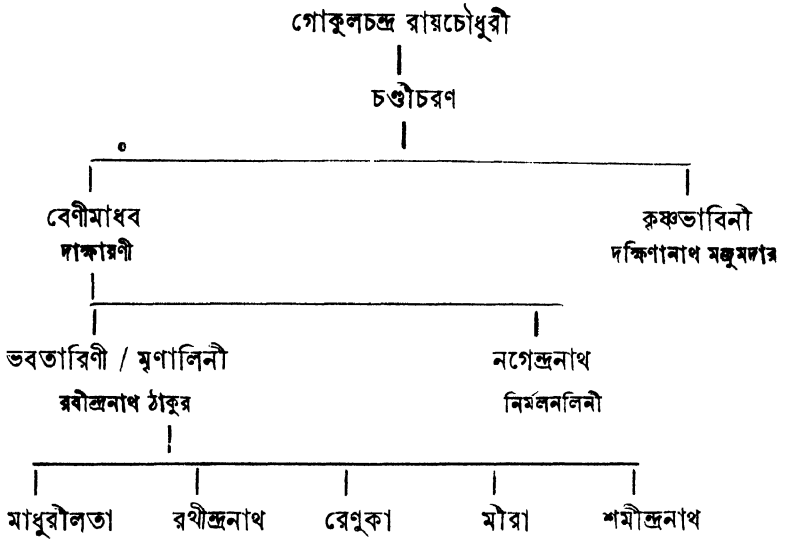 গোকুলচন্দ্র রায়চৌধুরী
চণ্ডীচরণ
বেণীমাধব
দাক্ষায়ণী
কৃষ্ণভাবিনী
দক্ষিণানাথ মজুমদার
ভবতারিণী / মৃণালিনী
রবীন্দ্রনাথ ঠাকুর
নগেন্দ্রনাথ
নির্মলনলিনী
মাধুরীলতা রথীন্দ্রনাথ রেণুকা মীরা শমীন্দ্রনাথ